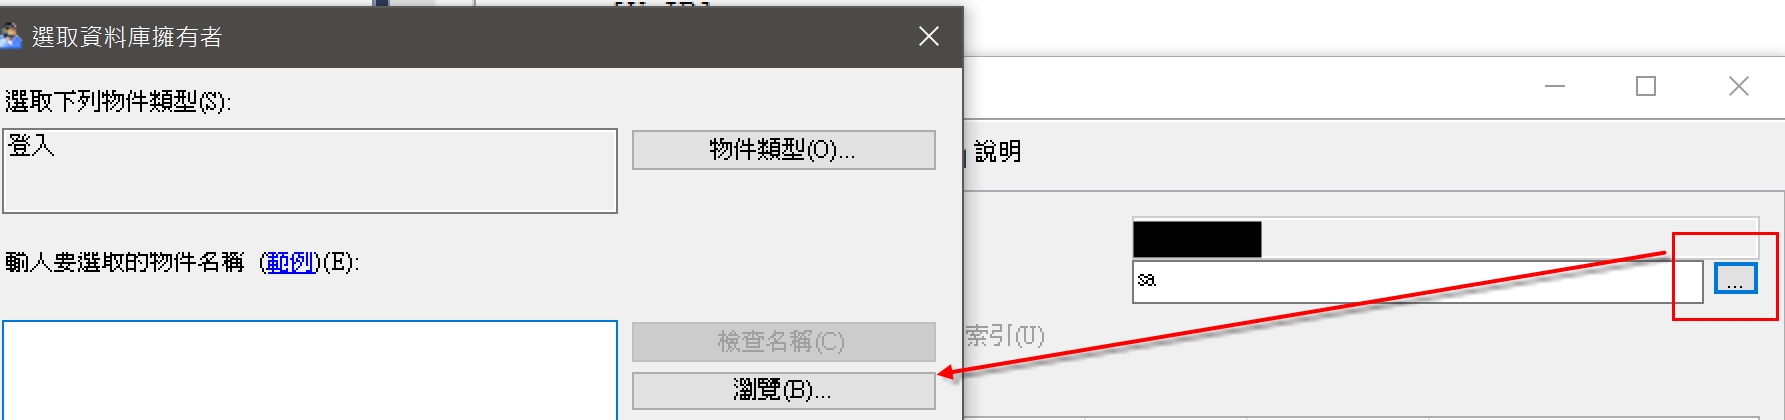 選取資料庫擁有者
選取下列物件類型(S):
登入
物件類型(O)...
輸入要選取的物件名稱 (範例)(E):
檢查名稱(C)
瀏覽(B)...
說明
sa
...
索引(U)